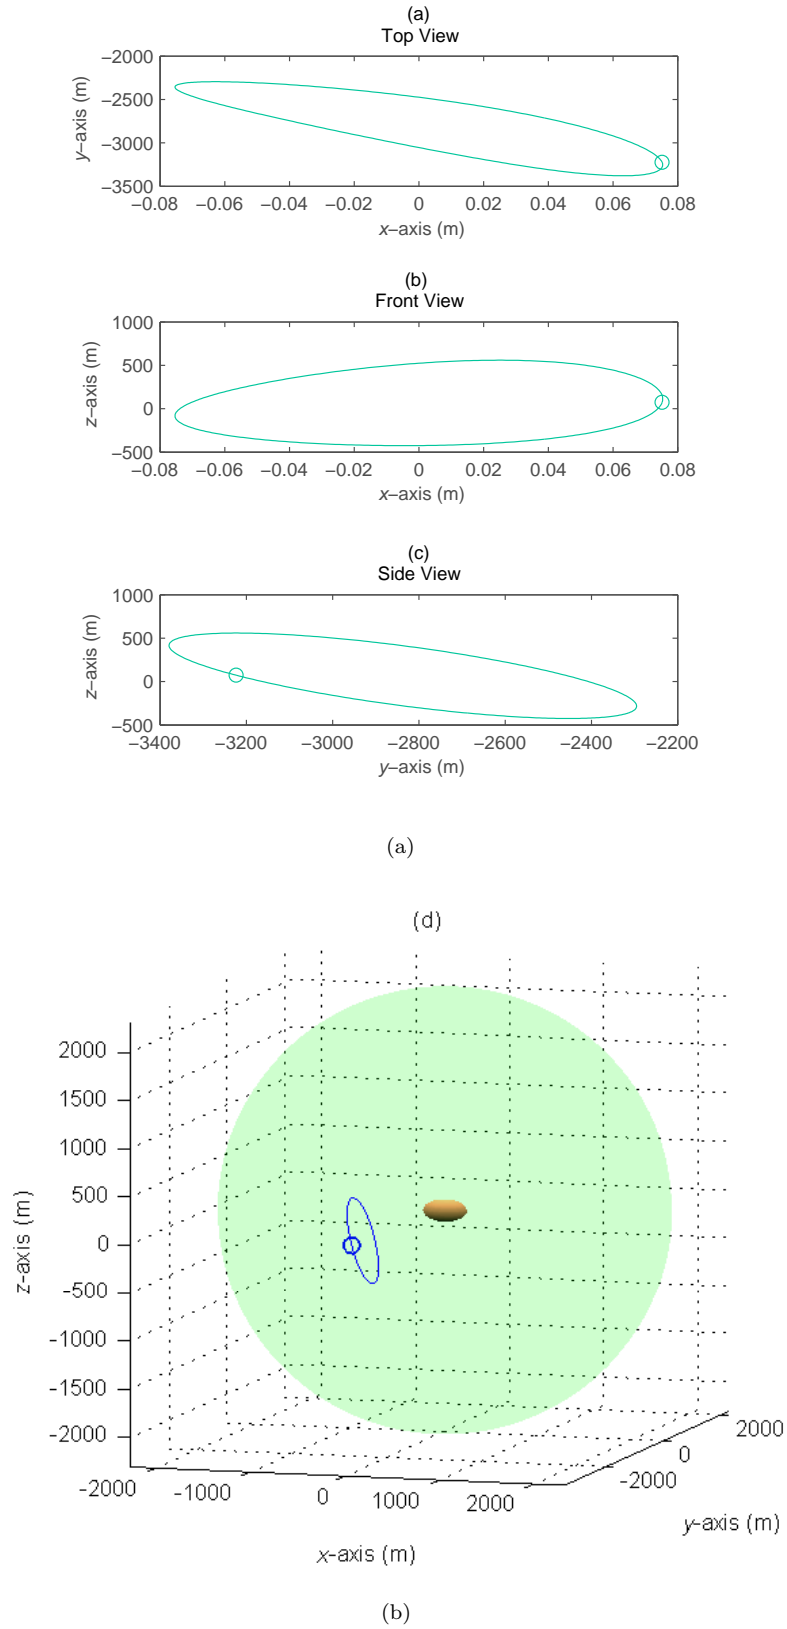 (a)
Top View
−2000
−2500
−3000
−3500
y−axis (m)
−0.08 −0.06 −0.04 −0.02 0 0.02 0.04 0.06 0.08
x−axis (m)
(b)
Front View
1000
500
0
−500
z−axis (m)
−0.08 −0.06 −0.04 −0.02 0 0.02 0.04 0.06 0.08
x−axis (m)
(c)
Side View
1000
500
0
−500
z−axis (m)
−3400 −3200 −3000 −2800 −2600 −2400 −2200
y−axis (m)
(a)
(d)
2000
1500
1000
500
0
-500
-1000
-1500
-2000
z-axis (m)
-2000 -1000 0 1000 2000
x-axis (m)
-2000 0 2000
y-axis (m)
(b)